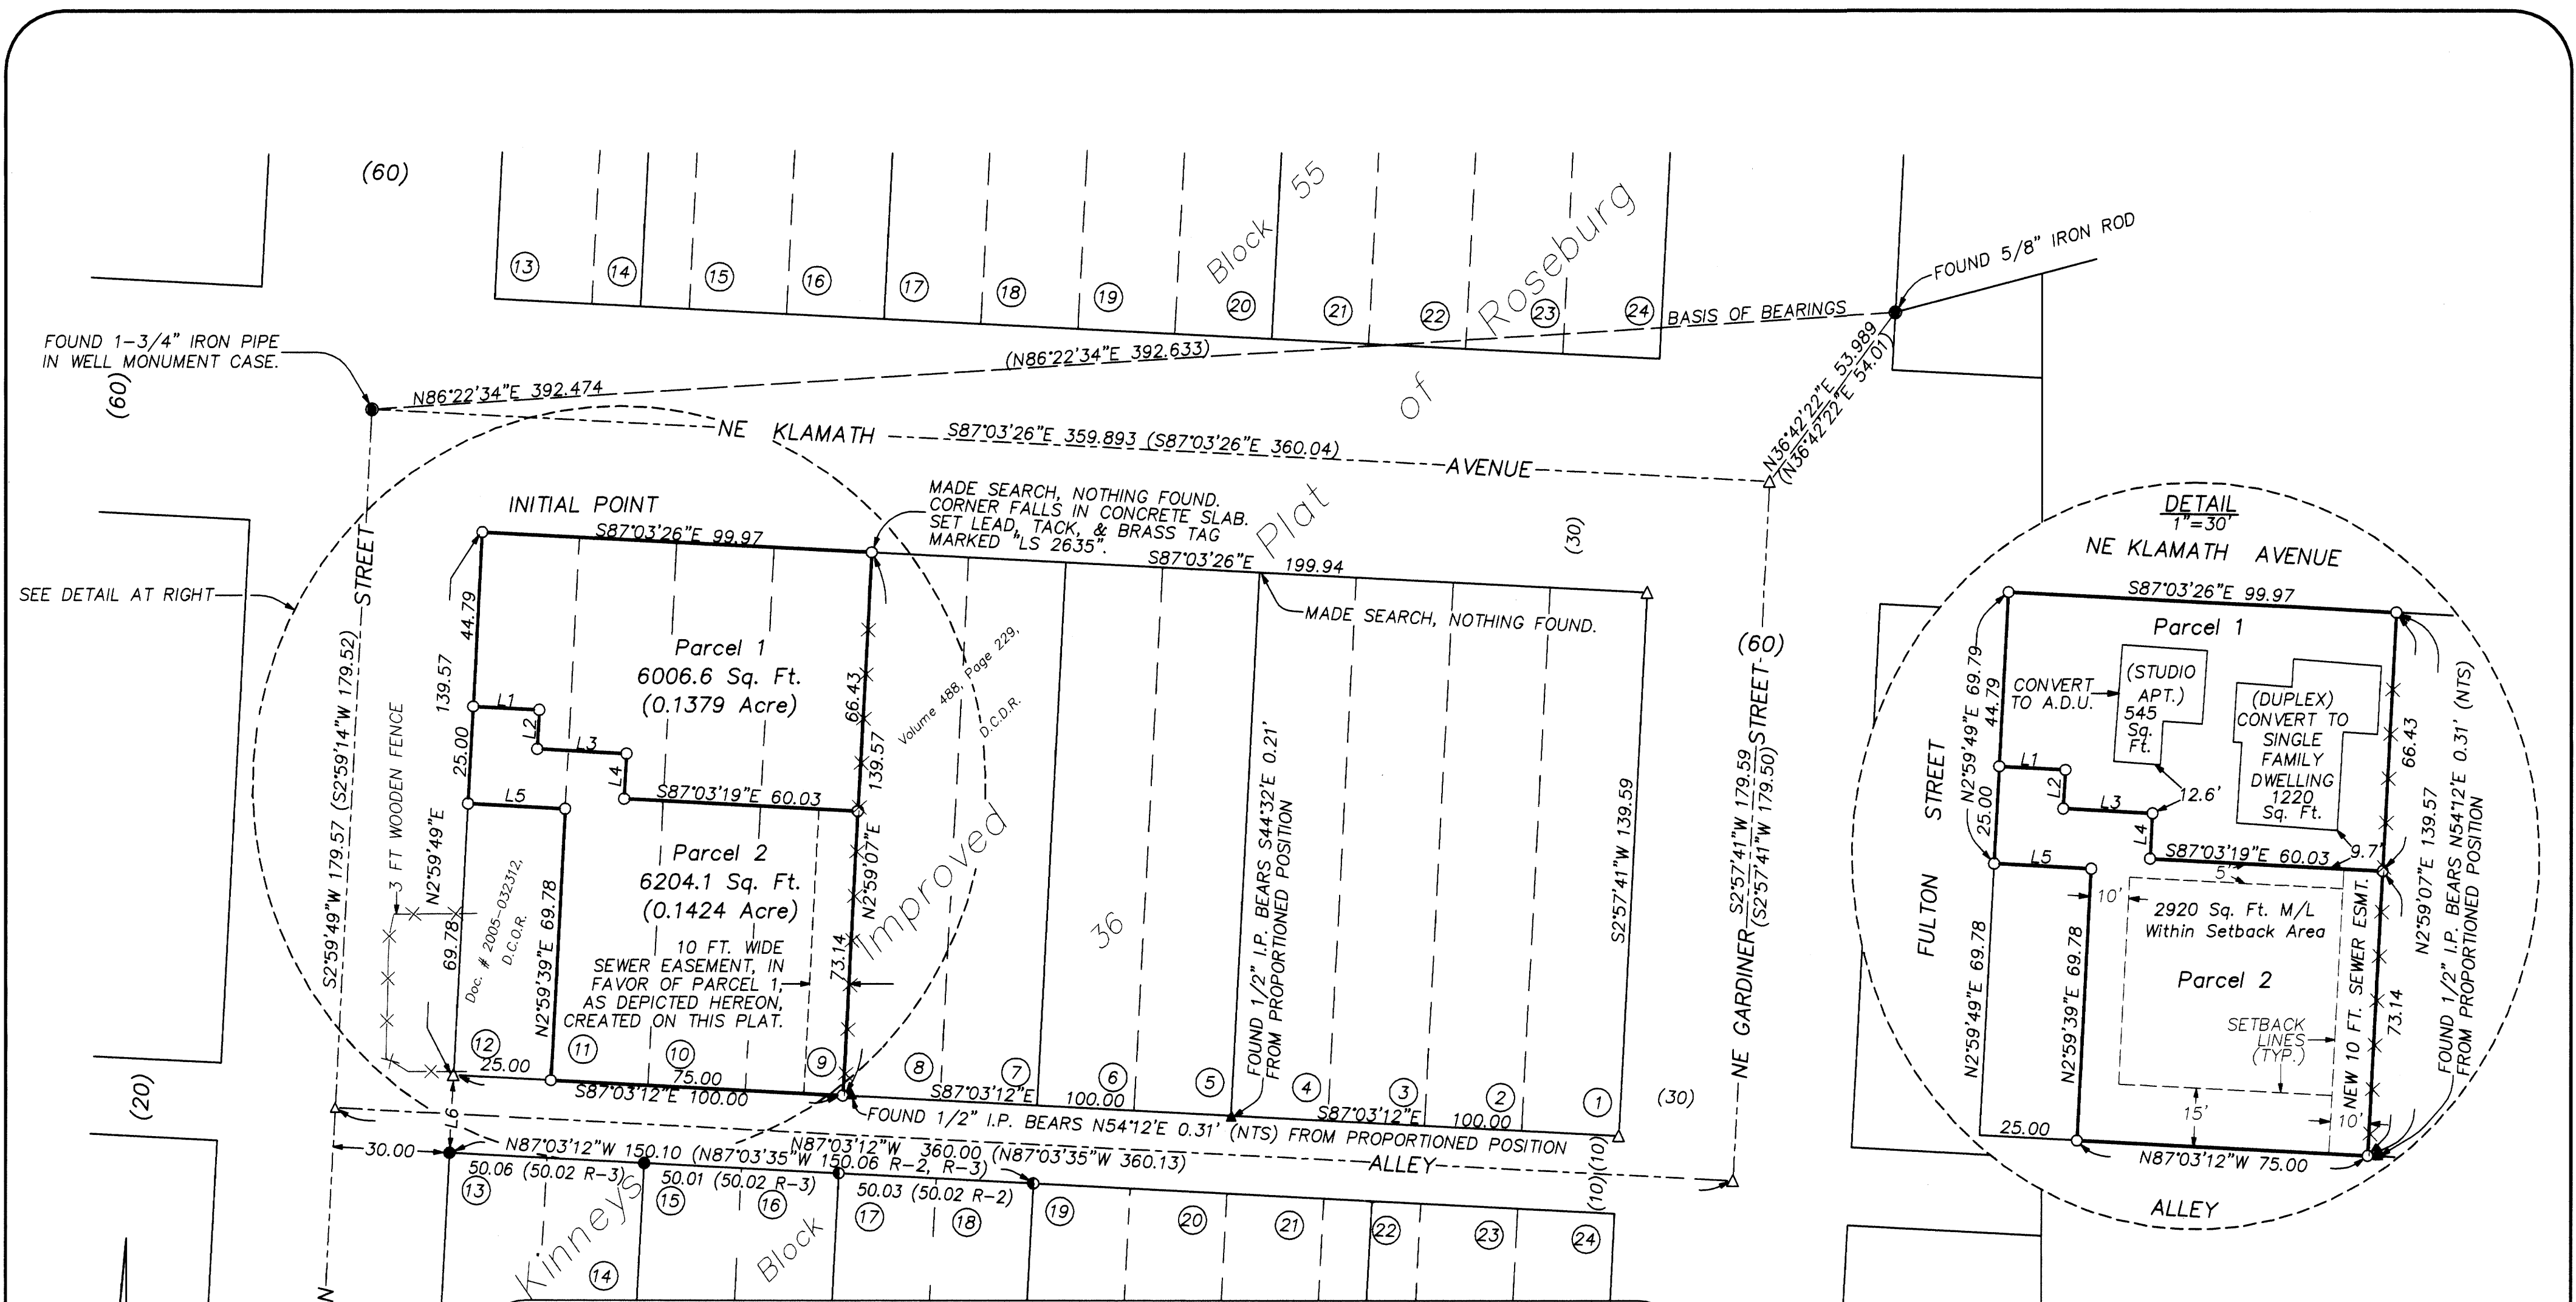 (60)
(60)
FOUND 1-3/4" IRON PIPE
IN WELL MONUMENT CASE.
13
14
15
16
17
18
19
20
21
22
23
24
Block 55
Roseburg
of
Plat
Improved
Kinneys
BASIS OF BEARINGS
FOUND 5/8" IRON ROD
N86°22'34"E 392.474
(N86°22'34"E 392.633)
N36°42'22"E 53.989
(N36°42'22"E 54.01)
NE KLAMATH
S87°03'26"E 359.893 (S87°03'26"E 360.04)
AVENUE
INITIAL POINT
S87°03'26"E 99.97
MADE SEARCH, NOTHING FOUND.
CORNER FALLS IN CONCRETE SLAB.
SET LEAD, TACK, & BRASS TAG
MARKED "LS 2635".
S87°03'26"E 199.94
(30)
MADE SEARCH, NOTHING FOUND.
SEE DETAIL AT RIGHT
STREET
S2°59'49"W 179.57 (S2°59'14"W 179.52)
44.79
139.57
25.00
L1
L2
L3
L4
L5
Parcel 1
6006.6 Sq. Ft.
(0.1379 Acre)
66.43
139.57
N2°59'07"E
Volume 488, Page 229,
D.C.D.R.
S87°03'19"E 60.03
Parcel 2
6204.1 Sq. Ft.
(0.1424 Acre)
73.14
10 FT. WIDE
SEWER EASEMENT, IN
FAVOR OF PARCEL 1,
AS DEPICTED HEREON,
CREATED ON THIS PLAT.
3 FT WOODEN FENCE
N2°59'49"E
69.78
Doc. # 2005-032312,
D.C.O.R.
N2°59'39"E 69.78
12
11
10
9
8
7
6
5
4
3
2
1
36
FOUND 1/2" I.P. BEARS S44°32'E 0.21'
FROM PROPORTIONED POSITION
S2°57'41"W 139.59
(60)
NE GARDINER STREET
S2°57'41"W 179.59
(S2°57'41"W 179.50)
25.00
75.00
S87°03'12"E 100.00
S87°03'12"E 100.00
S87°03'12"E 100.00
(30)
(20)
L6
FOUND 1/2" I.P. BEARS N54°12'E 0.31' (NTS) FROM PROPORTIONED POSITION
30.00
N87°03'12"W 150.10 (N87°03'35"W 150.06 R-2, R-3)
N87°03'12"W 360.00 (N87°03'35"W 360.13)
ALLEY
(10)
(10)
50.06 (50.02 R-3)
50.01 (50.02 R-3)
50.03 (50.02 R-2)
13
14
15
16
17
18
19
20
21
22
23
24
Block
N
DETAIL
1"=30'
NE KLAMATH AVENUE
S87°03'26"E 99.97
Parcel 1
(STUDIO
APT.)
545
Sq.
Ft.
CONVERT
TO A.D.U.
(DUPLEX)
CONVERT TO
SINGLE
FAMILY
DWELLING
1220
Sq. Ft.
N2°59'49"E 69.79
44.79
25.00
L1
L2
L3
L4
L5
12.6'
9.7'
66.43
S87°03'19"E 60.03
5'
10'
2920 Sq. Ft. M/L
Within Setback Area
Parcel 2
SETBACK
LINES
(TYP.)
NEW 10 FT. SEWER ESMT.
73.14
N2°59'07"E 139.57
FOUND 1/2" I.P. BEARS N54°12'E 0.31' (NTS)
FROM PROPORTIONED POSITION
FULTON STREET
N2°59'49"E 69.78
N2°59'39"E 69.78
15'
10'
25.00
N87°03'12"W 75.00
ALLEY